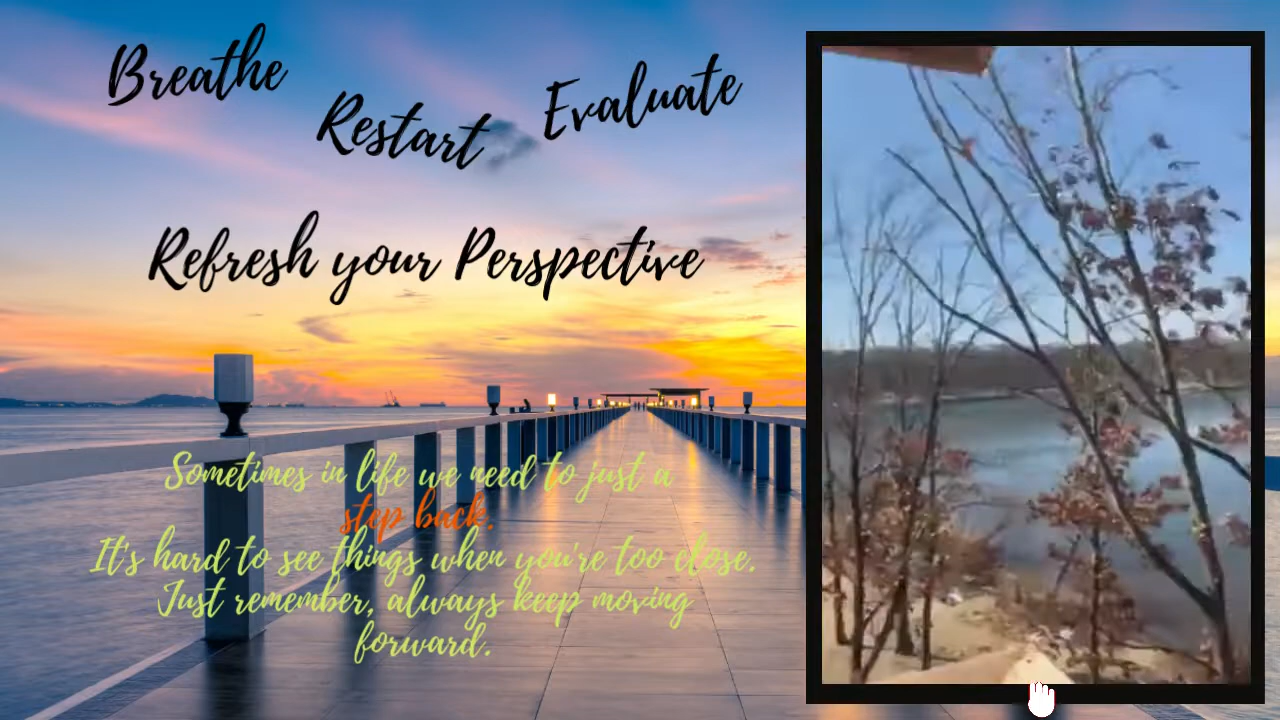 Breathe
Restart
Evaluate
Refresh your Perspective
Sometimes in life we need to just a
step back.
It's hard to see things when you're too close.
Just remember, always keep moving
forward.